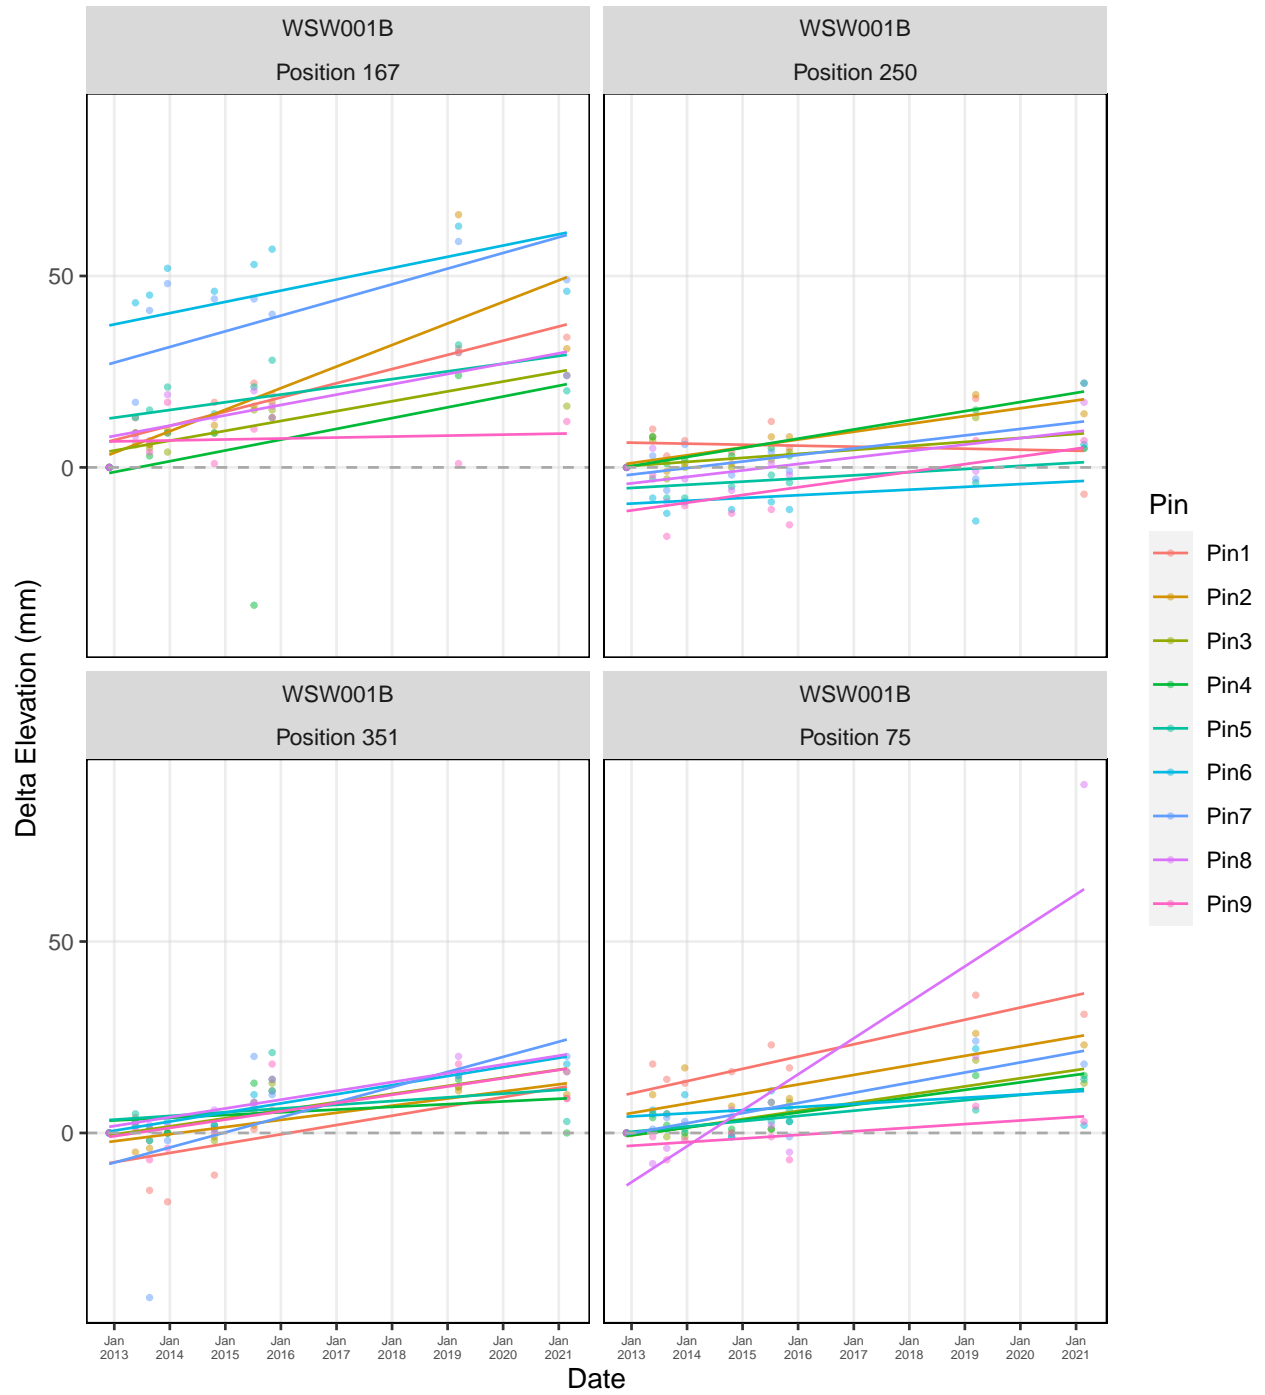 WSW001B
Position 167
WSW001B
Position 250
50
0
WSW001B
Position 351
WSW001B
Position 75
50
0
Delta Elevation (mm)
Jan 2013
Jan 2014
Jan 2015
Jan 2016
Jan 2017
Jan 2018
Jan 2019
Jan 2020
Jan 2021
Jan 2013
Jan 2014
Jan 2015
Jan 2016
Jan 2017
Jan 2018
Jan 2019
Jan 2020
Jan 2021
Date
Pin
Pin1
Pin2
Pin3
Pin4
Pin5
Pin6
Pin7
Pin8
Pin9